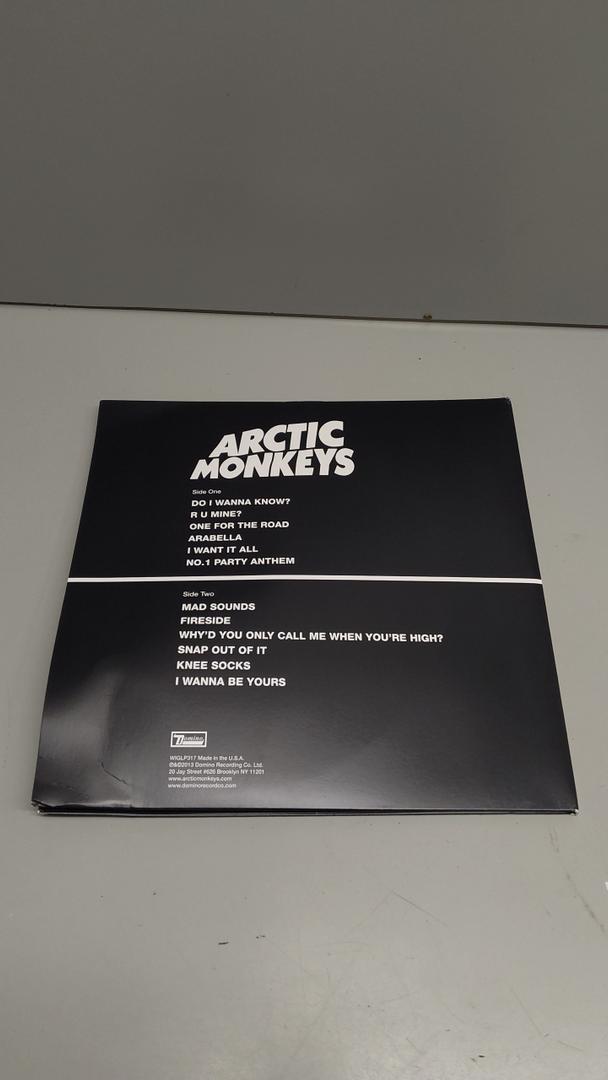 ARCTIC
MONKEYS
Side One
DO I WANNA KNOW?
R U MINE?
ONE FOR THE ROAD
ARABELLA
I WANT IT ALL
NO.1 PARTY ANTHEM
Side Two
MAD SOUNDS
FIRESIDE
WHY'D YOU ONLY CALL ME WHEN YOU'RE HIGH?
SNAP OUT OF IT
KNEE SOCKS
I WANNA BE YOURS
Domino
WIGLP317 Made in the U.S.A.
℗&©2013 Domino Recording Co. Ltd.
20 Jay Street #626 Brooklyn NY 11201
www.arcticmonkeys.com
www.dominorecordco.com